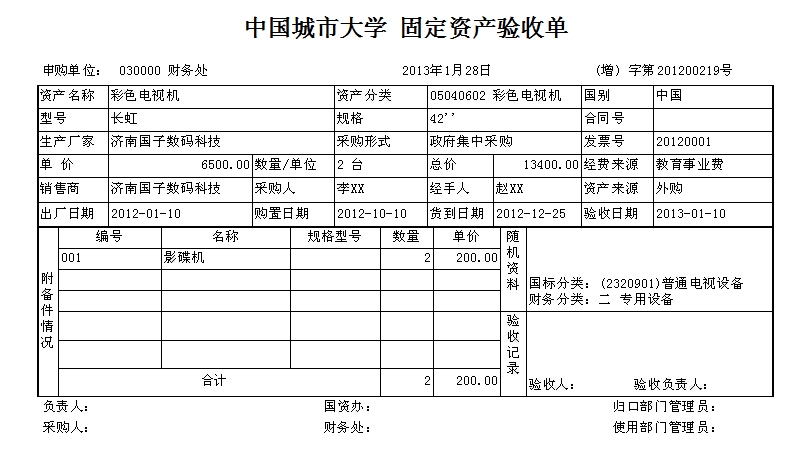 中国城市大学 固定资产验收单
申购单位: 030000 财务处 2013年1月28日 (增) 字第201200219号
资产名称 彩色电视机 资产分类 05040602 彩色电视机 国别 中国
型号 长虹 规格 42'' 合同号
生产厂家 济南国子数码科技 采购形式 政府集中采购 发票号 20120001
单 价 6500.00 数量/单位 2 台 总价 13400.00 经费来源 教育事业费
销售商 济南国子数码科技 采购人 李XX 经手人 赵XX 资产来源 外购
出厂日期 2012-01-10 购置日期 2012-10-10 货到日期 2012-12-25 验收日期 2013-01-10
附备件情况
编号 名称 规格型号 数量 单价
001 影碟机 2 200.00
合计 2 200.00
随机资料
国标分类: (2320901)普通电视设备
财务分类: 二 专用设备
验收记录
验收人: 验收负责人:
负责人: 国资办: 归口部门管理员:
采购人: 财务处: 使用部门管理员: